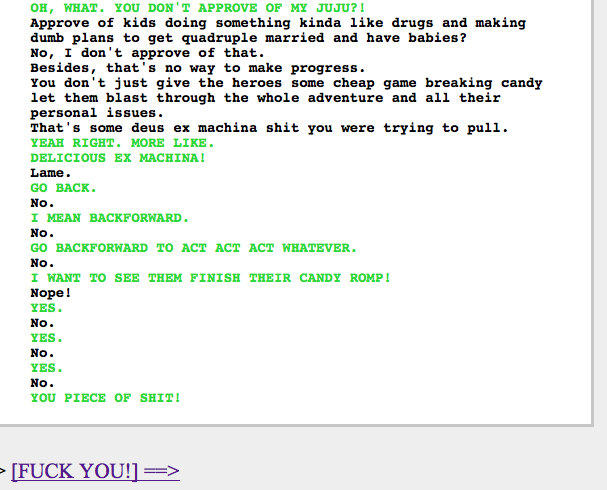 OH, WHAT. YOU DON'T APPROVE OF MY JUJU?!
Approve of kids doing something kinda like drugs and making
dumb plans to get quadruple married and have babies?
No, I don't approve of that.
Besides, that's no way to make progress.
You don't just give the heroes some cheap game breaking candy
let them blast through the whole adventure and all their
personal issues.
That's some deus ex machina shit you were trying to pull.
YEAH RIGHT. MORE LIKE.
DELICIOUS EX MACHINA!
Lame.
GO BACK.
No.
I MEAN BACKFORWARD.
No.
GO BACKFORWARD TO ACT ACT ACT WHATEVER.
No.
I WANT TO SEE THEM FINISH THEIR CANDY ROMP!
Nope!
YES.
No.
YES.
No.
YES.
No.
YOU PIECE OF SHIT!
> [FUCK YOU!] ==>